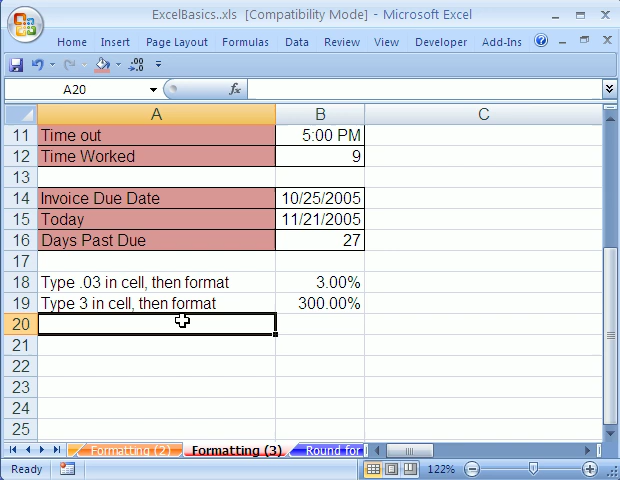 ExcelBasics..xls [Compatibility Mode] - Microsoft Excel
Home Insert Page Layout Formulas Data Review View Developer Add-Ins
A20 fx
A B C
11 Time out 5:00 PM
12 Time Worked 9
13
14 Invoice Due Date 10/25/2005
15 Today 11/21/2005
16 Days Past Due 27
17
18 Type .03 in cell, then format 3.00%
19 Type 3 in cell, then format 300.00%
20
21
22
23
24
25
Formatting (2) Formatting (3) Round for
Ready 122%